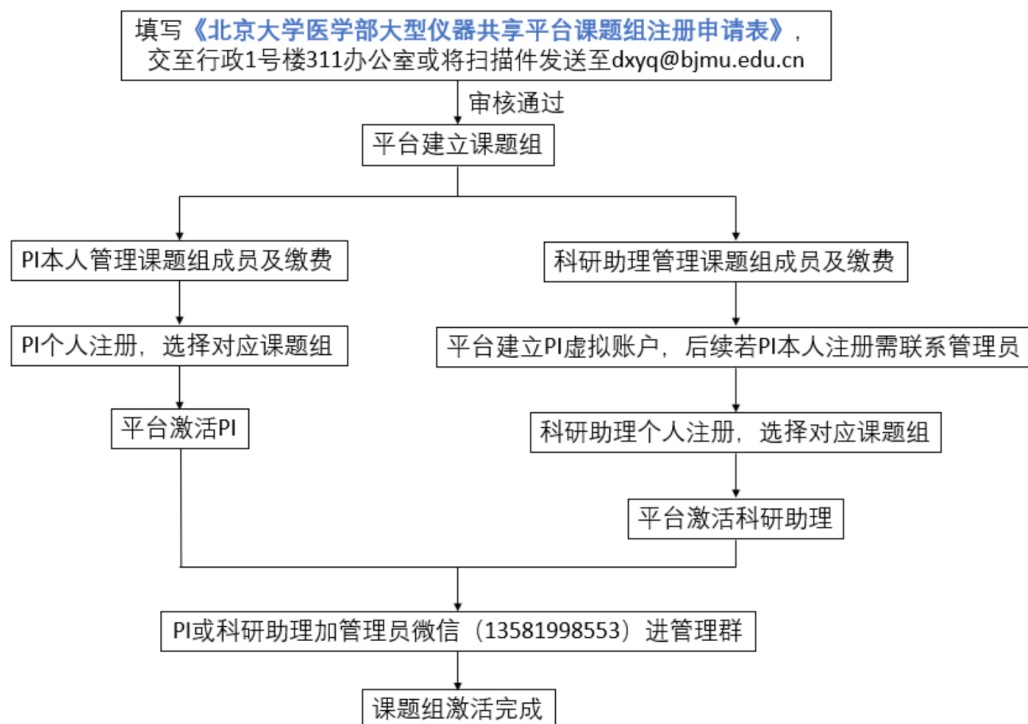 填写《北京大学医学部大型仪器共享平台课题组注册申请表》，
交至行政1号楼311办公室或将扫描件发送至dxyq@bjmu.edu.cn
审核通过
平台建立课题组
PI本人管理课题组成员及缴费
科研助理管理课题组成员及缴费
PI个人注册，选择对应课题组
平台建立PI虚拟账户，后续若PI本人注册需联系管理员
平台激活PI
科研助理个人注册，选择对应课题组
平台激活科研助理
PI或科研助理加管理员微信（13581998553）进管理群
课题组激活完成